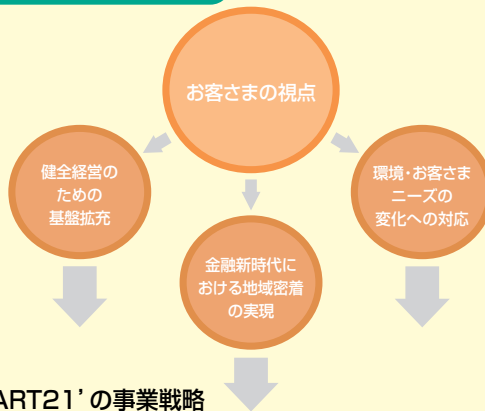 お客さまの視点
健全経営の
ための
基盤拡充
環境・お客さま
ニーズの
変化への対応
金融新時代に
おける地域密着
の実現
ART21’の事業戦略